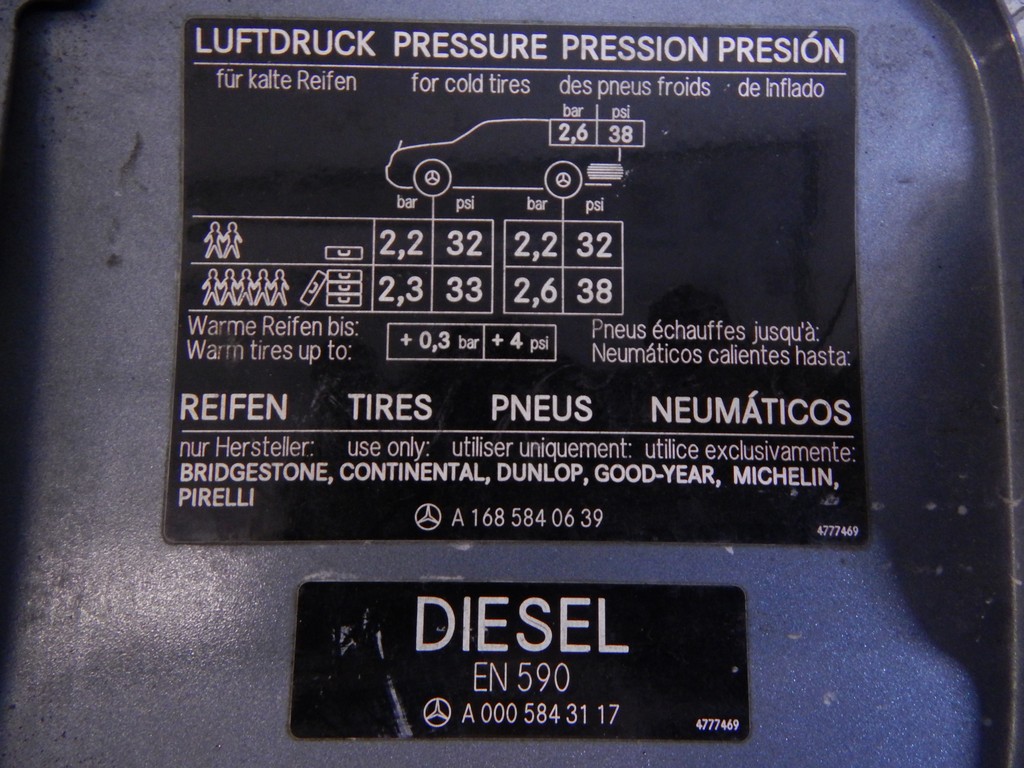 LUFTDRUCK PRESSURE PRESSION PRESIÓN
für kalte Reifen for cold tires des pneus froids de Inflado
bar psi
2,6 38
bar psi bar psi
2,2 32 2,2 32
2,3 33 2,6 38
Warme Reifen bis: Pneus échauffes jusqu'à:
Warm tires up to: + 0,3 bar + 4 psi Neumáticos calientes hasta:
REIFEN TIRES PNEUS NEUMÁTICOS
nur Hersteller: use only: utiliser uniquement: utilice exclusivamente:
BRIDGESTONE, CONTINENTAL, DUNLOP, GOOD-YEAR, MICHELIN,
PIRELLI
A 168 584 06 39
4777469
DIESEL
EN 590
A 000 584 31 17
4777469